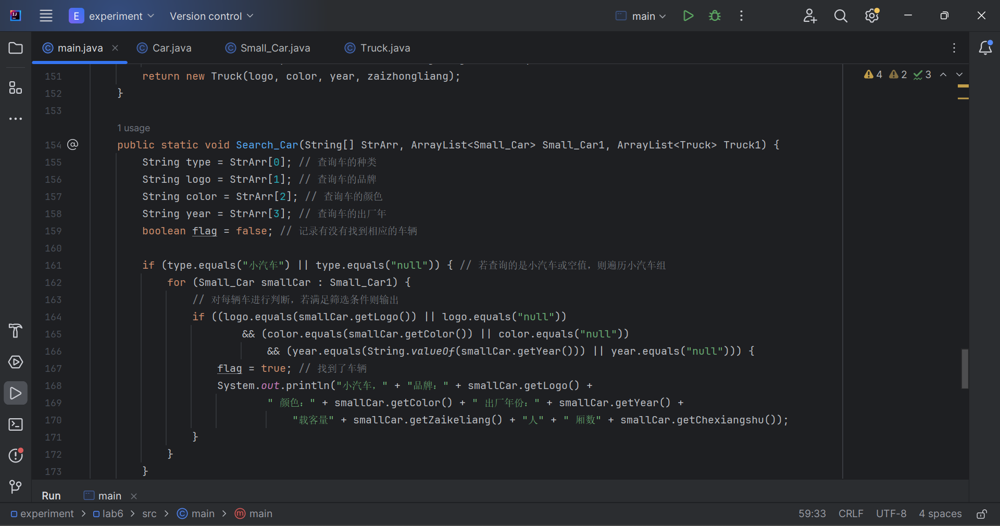 E experiment Version control main
main.java Car.java Small_Car.java Truck.java
4 2 3
151 return new Truck(logo, color, year, zaizhongliang);
152 }
153
1 usage
154 @ public static void Search_Car(String[] StrArr, ArrayList<Small_Car> Small_Car1, ArrayList<Truck> Truck1) {
155 String type = StrArr[0]; // 查询车的种类
156 String logo = StrArr[1]; // 查询车的品牌
157 String color = StrArr[2]; // 查询车的颜色
158 String year = StrArr[3]; // 查询车的出厂年
159 boolean flag = false; // 记录有没有找到相应的车辆
160
161 if (type.equals("小汽车") || type.equals("null")) { // 若查询的是小汽车或空值，则遍历小汽车组
162 for (Small_Car smallCar : Small_Car1) {
163 // 对每辆车进行判断，若满足筛选条件则输出
164 if ((logo.equals(smallCar.getLogo()) || logo.equals("null"))
165 && (color.equals(smallCar.getColor()) || color.equals("null"))
166 && (year.equals(String.valueOf(smallCar.getYear())) || year.equals("null"))) {
167 flag = true; // 找到了车辆
168 System.out.println("小汽车，" + "品牌：" + smallCar.getLogo() +
169 " 颜色：" + smallCar.getColor() + " 出厂年份：" + smallCar.getYear() +
170 "载客量" + smallCar.getZaikeliang() + "人" + " 厢数" + smallCar.getChexiangshu());
171 }
172 }
173 }
Run main
experiment > lab6 > src > main > main 59:33 CRLF UTF-8 4 spaces